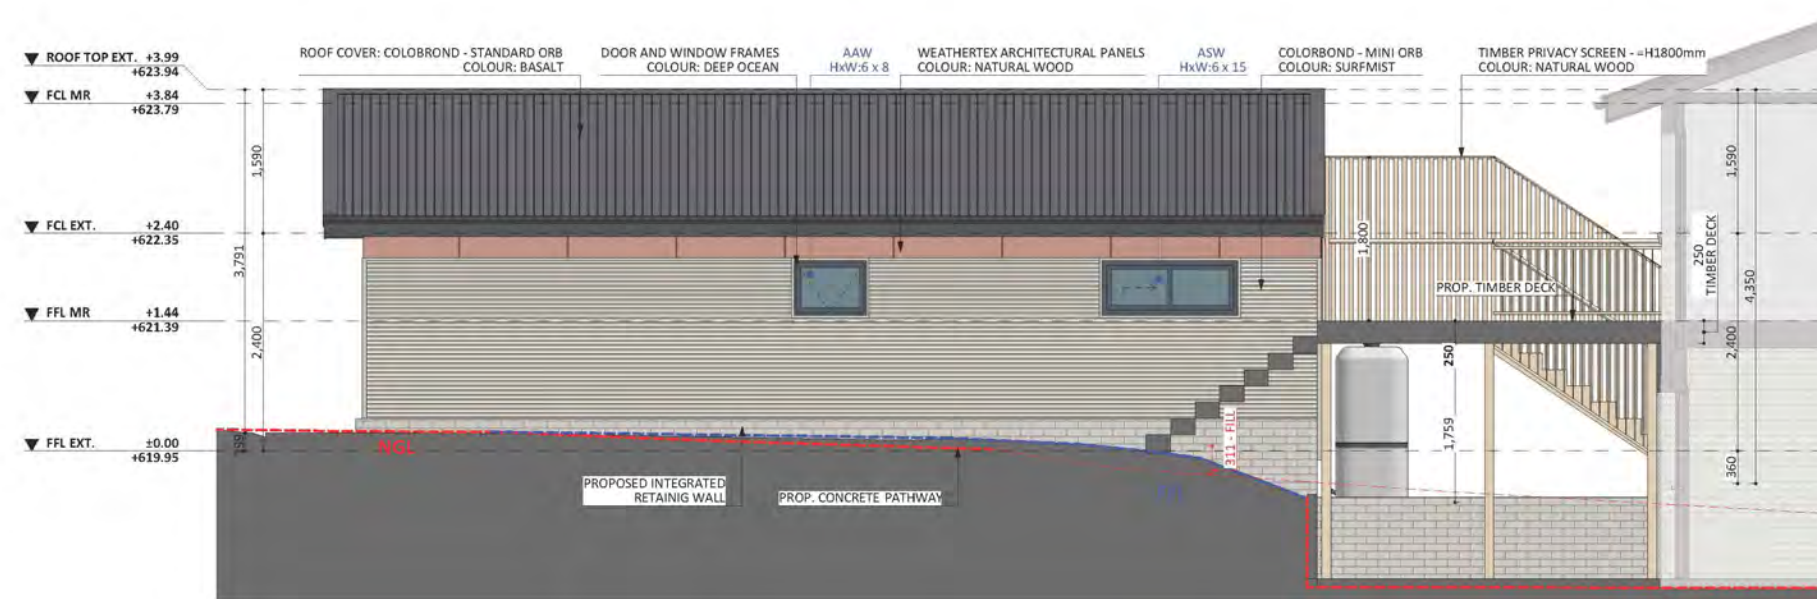 ROOF TOP EXT. +3.99
+623.94
FCL MR +3.84
+623.79
FCL EXT. +2.40
+622.35
FFL MR +1.44
+621.39
FFL EXT. ±0.00
+619.95
ROOF COVER: COLOBROND - STANDARD ORB
COLOUR: BASALT
DOOR AND WINDOW FRAMES
COLOUR: DEEP OCEAN
AAW
HxW:6 x 8
WEATHERTEX ARCHITECTURAL PANELS
COLOUR: NATURAL WOOD
ASW
HxW:6 x 15
COLORBOND - MINI ORB
COLOUR: SURFMIST
TIMBER PRIVACY SCREEN - =H1800mm
COLOUR: NATURAL WOOD
3,791
1,590
2,400
NGL
PROPOSED INTEGRATED
RETAINIG WALL
PROP. CONCRETE PATHWAY
311 - FILL
1,800
PROP. TIMBER DECK
250
1,759
250
TIMBER DECK
1,590
2,400
360
4,350